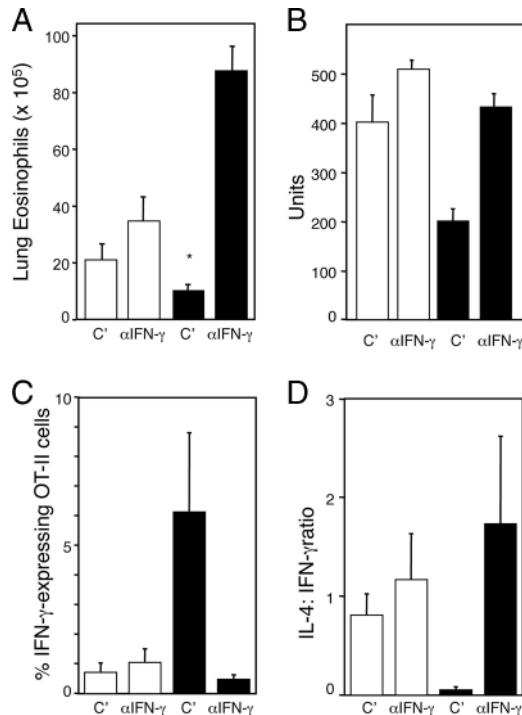 A
Lung Eosinophils (x 10⁵)
100
80
60
40
20
0
*
C' αIFN-γ C' αIFN-γ
B
Units
500
400
300
200
100
0
C' αIFN-γ C' αIFN-γ
C
% IFN-γ-expressing OT-II cells
10
5
0
C' αIFN-γ C' αIFN-γ
D
IL-4: IFN-γratio
3
2
1
0
C' αIFN-γ C' αIFN-γ